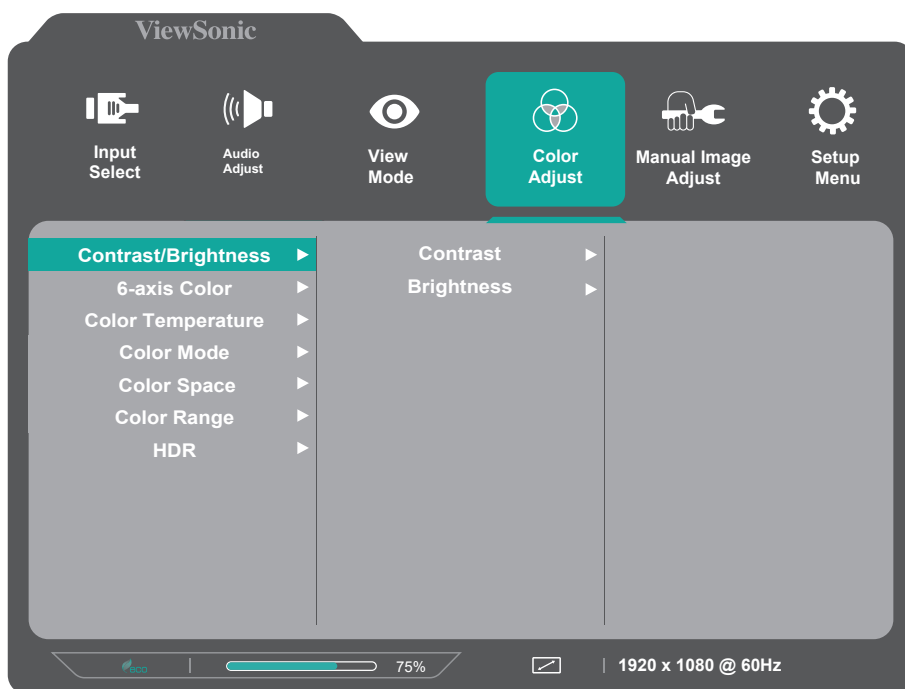 ViewSonic
Input
Select
Audio
Adjust
View
Mode
Color
Adjust
Manual Image
Adjust
Setup
Menu
Contrast/Brightness
6-axis Color
Color Temperature
Color Mode
Color Space
Color Range
HDR
Contrast
Brightness
eco
75%
1920 x 1080 @ 60Hz